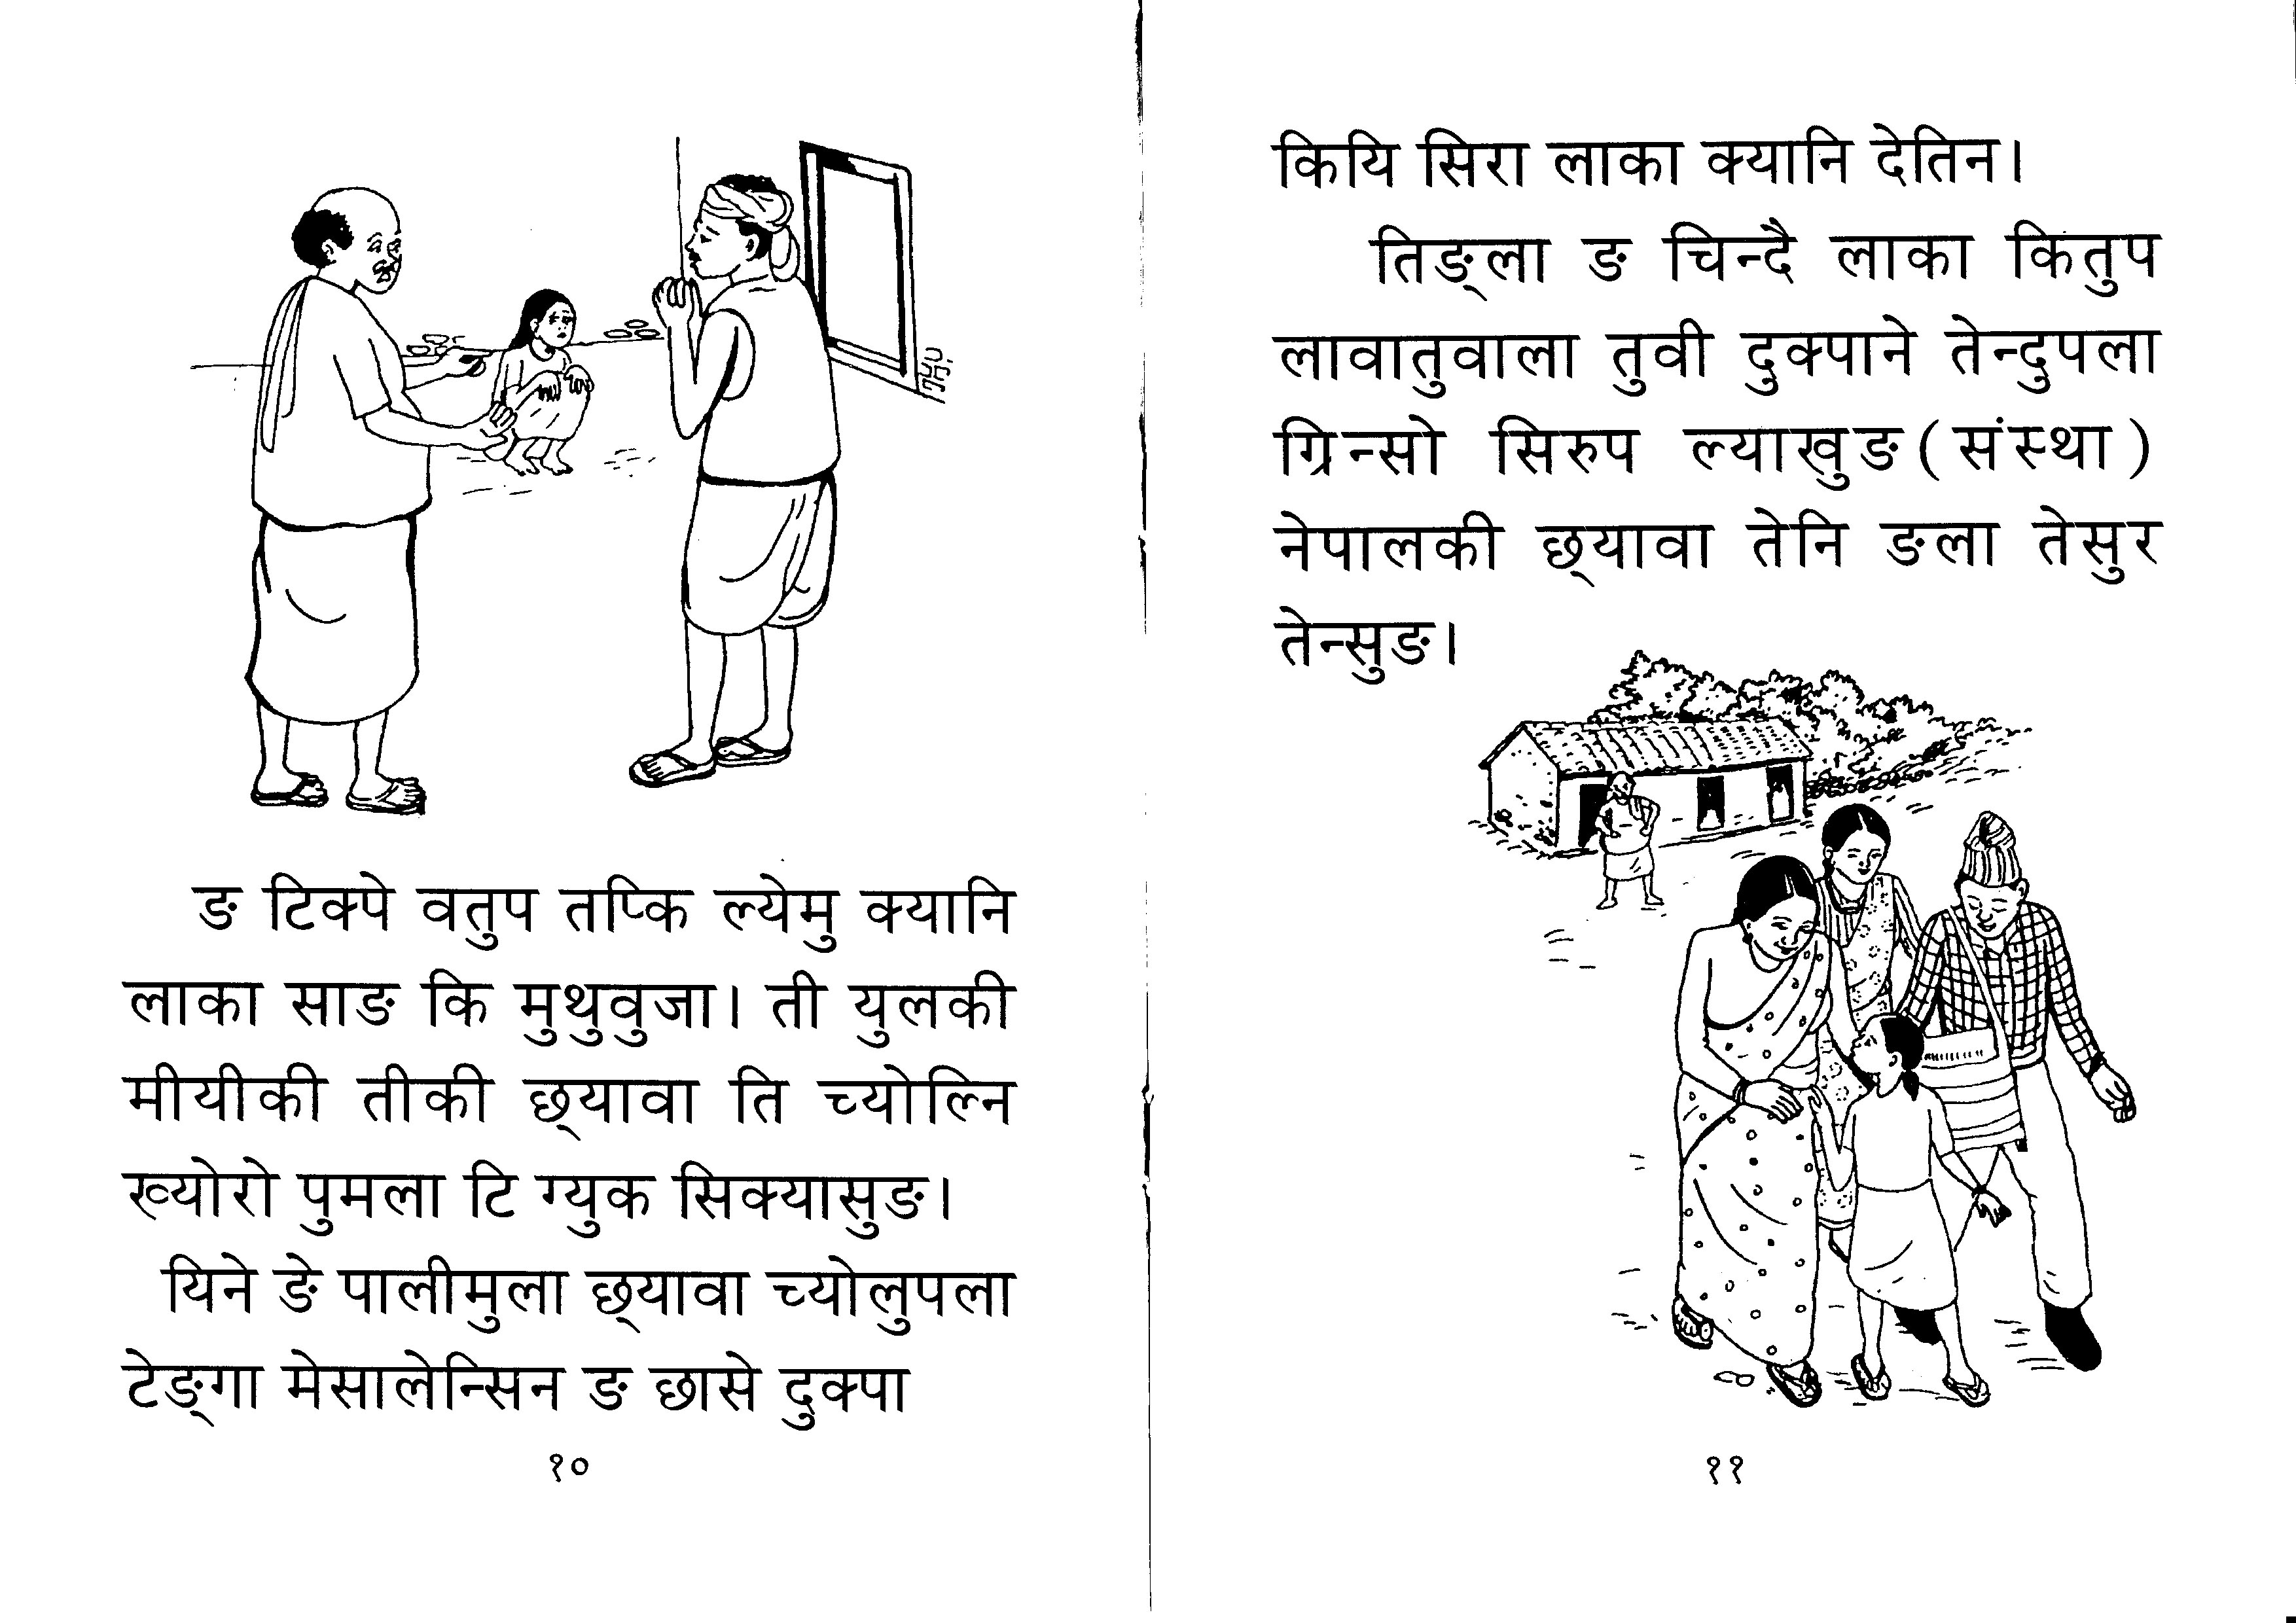 ङ टिक्पे वतुप तप्कि ल्येमु क्यानि
लाका साङ कि मुथुवुजा। ती युलकी
मीयीकी तीकी छ्यावा ति च्योल्नि
ख्योरो पुमला टि ग्युक सिक्यासुङ।
यिने ङे पालीमुला छ्यावा च्योलुपला
टेङ्गा मेसालेन्सिन ङ छासे दुक्पा
१०
कियि सिरा लाका क्यानि देतिन।
तिङ्ला ङ चिन्दै लाका कितुप
लावातुवाला तुवी दुक्पाने तेन्दुपला
ग्रिन्सो सिरुप ल्याखुङ(संस्था)
नेपालकी छ्यावा तेनि ङला तेसुर
तेन्सुङ।
११